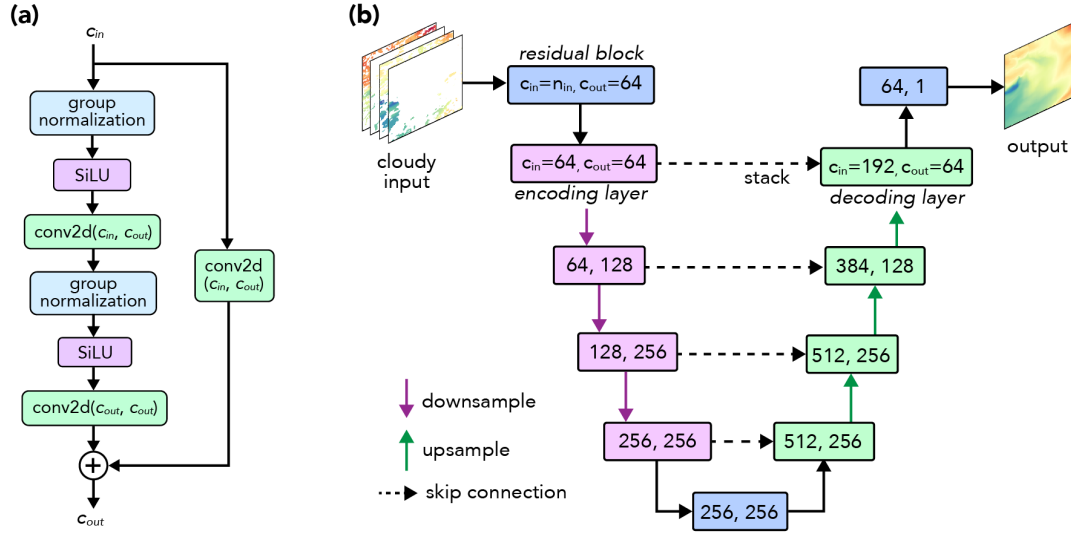 (a)
c_in
group
normalization
SiLU
conv2d(c_in, c_out)
group
normalization
SiLU
conv2d(c_out, c_out)
+
c_out
conv2d
(c_in, c_out)
(b)
cloudy
input
residual block
c_in=n_in, c_out=64
c_in=64, c_out=64
encoding layer
64, 128
128, 256
256, 256
256, 256
512, 256
512, 256
384, 128
stack
c_in=192, c_out=64
decoding layer
64, 1
output
downsample
upsample
skip connection